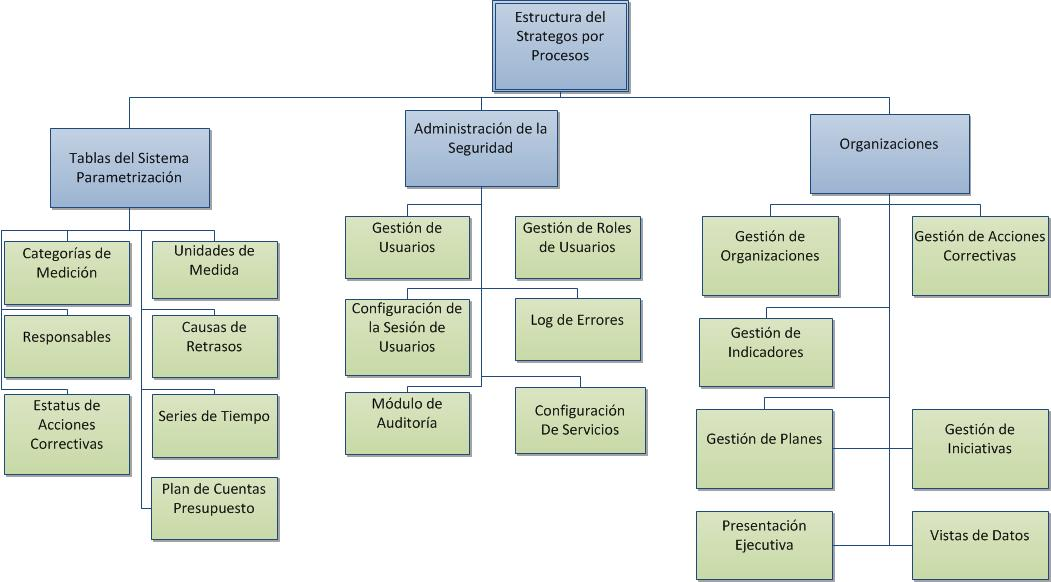 Estructura del
Strategos por
Procesos
Tablas del Sistema
Parametrización
Administración de la
Seguridad
Organizaciones
Categorías de
Medición
Unidades de
Medida
Responsables
Causas de
Retrasos
Estatus de
Acciones
Correctivas
Series de Tiempo
Plan de Cuentas
Presupuesto
Gestión de
Usuarios
Gestión de Roles
de Usuarios
Configuración de
la Sesión de
Usuarios
Log de Errores
Módulo de
Auditoría
Configuración
De Servicios
Gestión de
Organizaciones
Gestión de Acciones
Correctivas
Gestión de
Indicadores
Gestión de Planes
Gestión de
Iniciativas
Presentación
Ejecutiva
Vistas de Datos